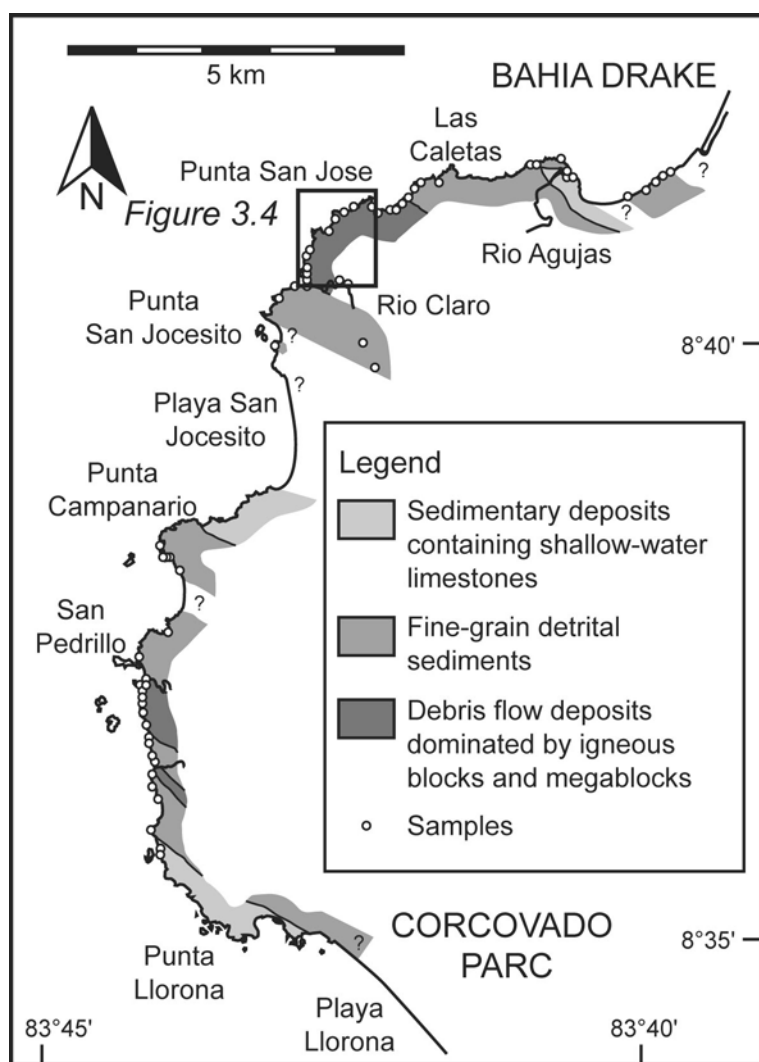 5 km
BAHIA DRAKE
Las
Caletas
Punta San Jose
?
N
Figure 3.4
?
Rio Agujas
Punta
San Jocesito
Rio Claro
?
8°40'
?
Playa San
Jocesito
Punta
Campanario
Legend
Sedimentary deposits
containing shallow-water
limestones
Fine-grain detrital
sediments
Debris flow deposits
dominated by igneous
blocks and megablocks
Samples
?
San
Pedrillo
CORCOVADO
PARC
?
8°35'
Punta
Llorona
Playa
Llorona
83°45'
83°40'